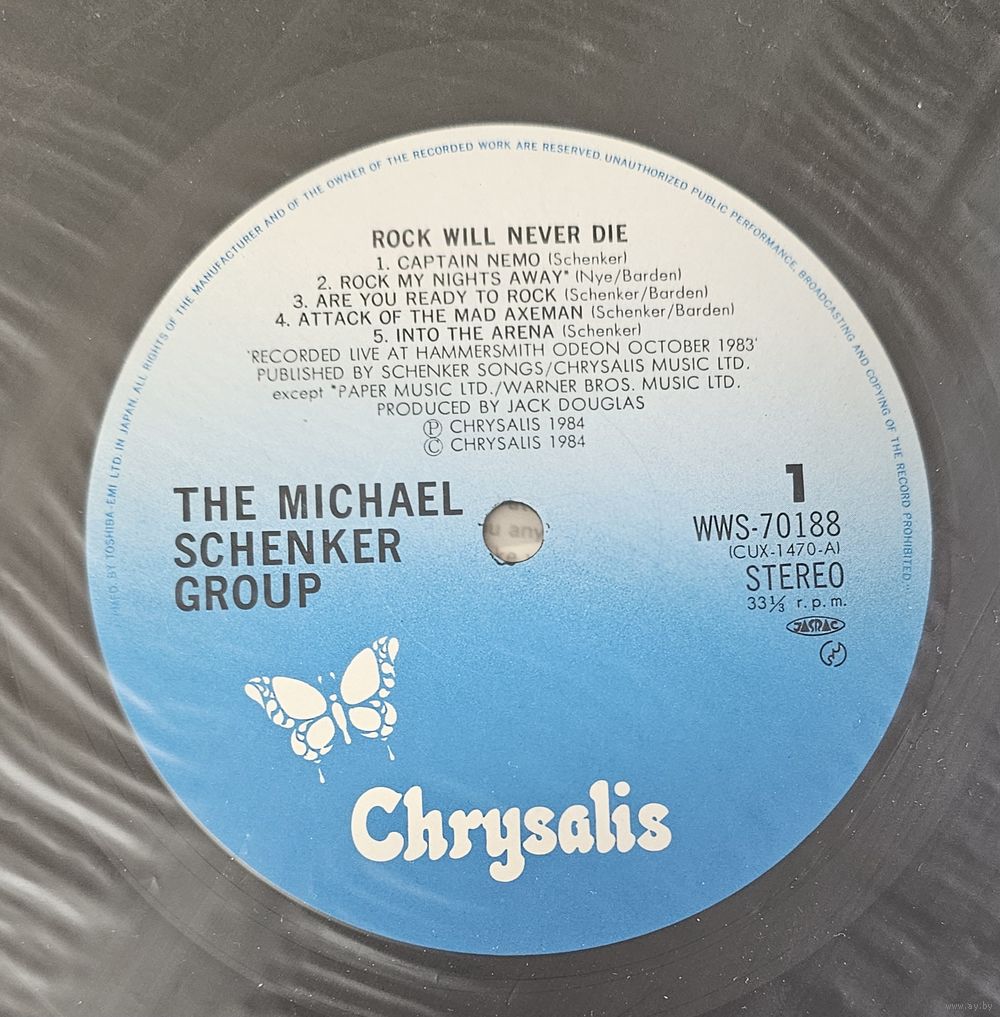 MFD BY TOSHIBA EMI LTD. IN JAPAN. ALL RIGHTS OF THE MANUFACTURER AND OF THE OWNER OF THE RECORDED WORK ARE RESERVED. UNAUTHORIZED PUBLIC PERFORMANCE, BROADCASTING AND COPYING OF THE RECORD PROHIBITED
ROCK WILL NEVER DIE
1. CAPTAIN NEMO (Schenker)
2. ROCK MY NIGHTS AWAY* (Nye/Barden)
3. ARE YOU READY TO ROCK (Schenker/Barden)
4. ATTACK OF THE MAD AXEMAN (Schenker/Barden)
5. INTO THE ARENA (Schenker)
'RECORDED LIVE AT HAMMERSMITH ODEON OCTOBER 1983'
PUBLISHED BY SCHENKER SONGS/CHRYSALIS MUSIC LTD.
except *PAPER MUSIC LTD./WARNER BROS. MUSIC LTD.
PRODUCED BY JACK DOUGLAS
Ⓟ CHRYSALIS 1984
© CHRYSALIS 1984
THE MICHAEL
SCHENKER
GROUP
1
WWS-70188
(CUX-1470-A)
STEREO
33⅓ r.p.m.
JASRAC
u any
Chrysalis
www.ay.by